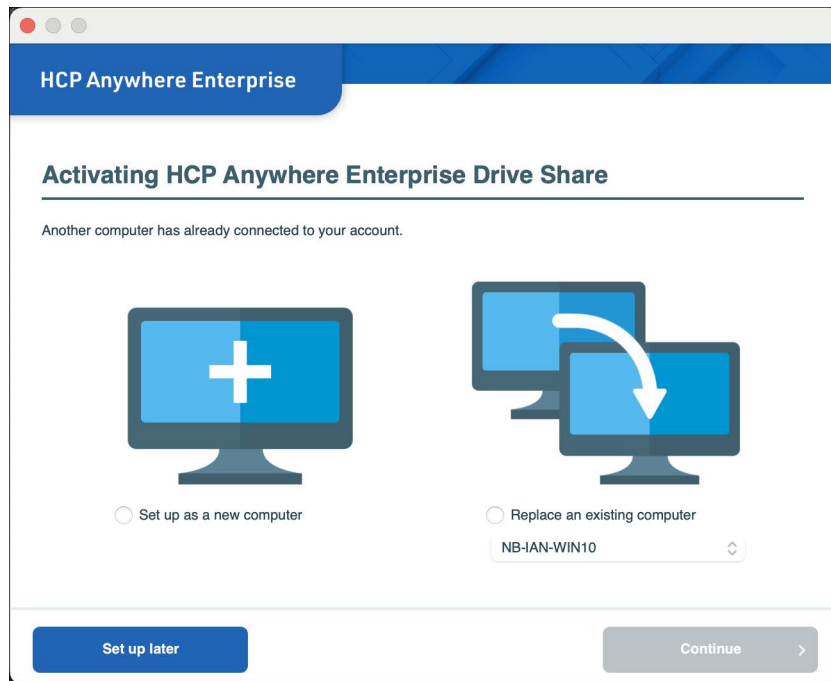 HCP Anywhere Enterprise
Activating HCP Anywhere Enterprise Drive Share
Another computer has already connected to your account.
Set up as a new computer
Replace an existing computer
NB-IAN-WIN10
Set up later
Continue